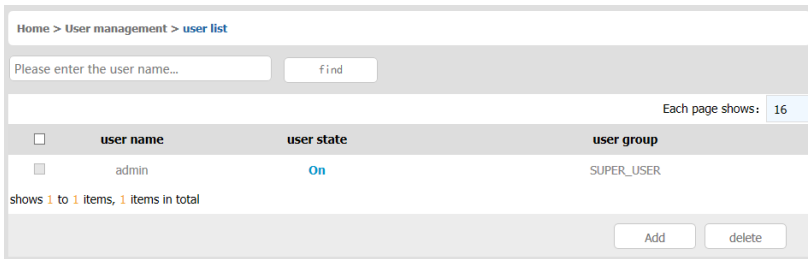 Home > User management > user list
Please enter the user name... find
Each page shows: 16
user name user state user group
admin On SUPER_USER
shows 1 to 1 items, 1 items in total
Add delete